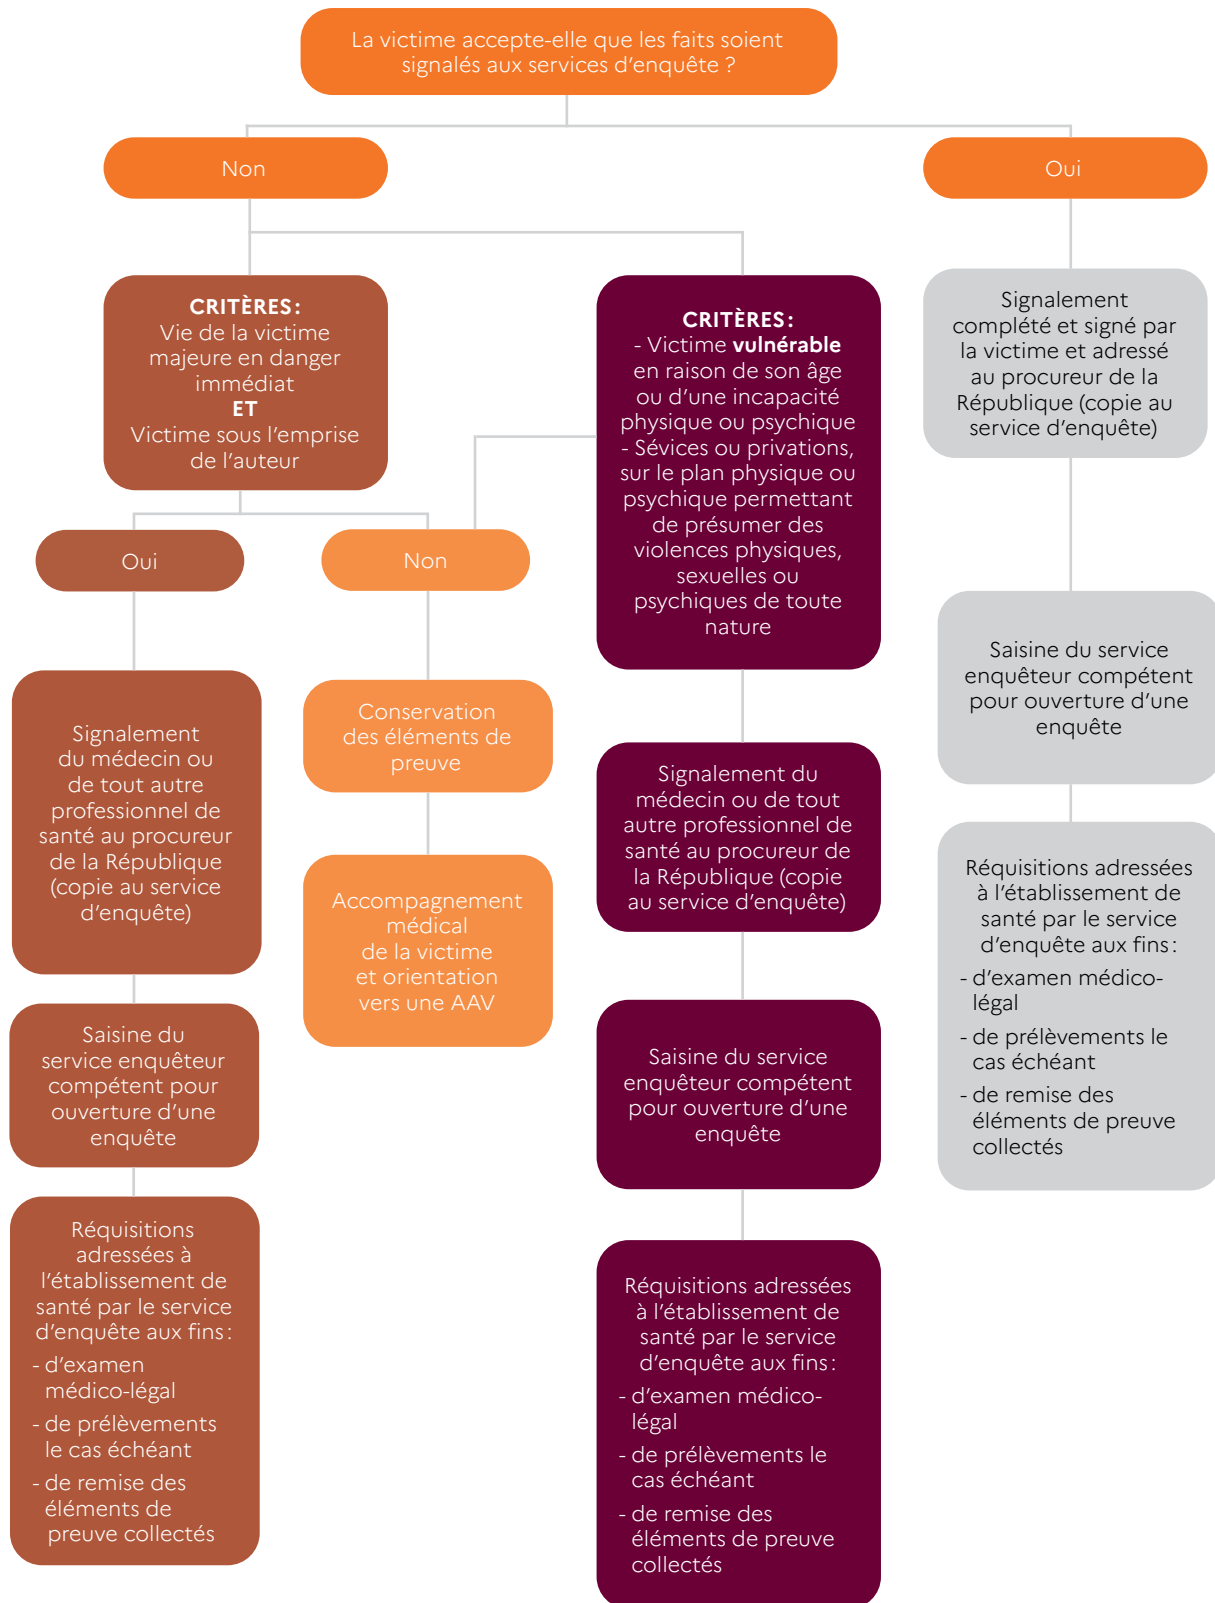 La victime accepte-elle que les faits soient
signalés aux services d'enquête ?
Non
Oui
CRITÈRES :
Vie de la victime
majeure en danger
immédiat
ET
Victime sous l'emprise
de l'auteur
Oui
Non
Signalement
du médecin ou
de tout autre
professionnel de
santé au procureur
de la République
(copie au service
d'enquête)
Saisine du
service enquêteur
compétent pour
ouverture d'une
enquête
Réquisitions
adressées à
l'établissement de
santé par le service
d'enquête aux fins :
- d'examen
médico-légal
- de prélèvements
le cas échéant
- de remise des
éléments de
preuve collectés
Conservation
des éléments de
preuve
Accompagnement
médical
de la victime
et orientation
vers une AAV
CRITÈRES :
- Victime vulnérable
en raison de son âge
ou d'une incapacité
physique ou psychique
- Sévices ou privations,
sur le plan physique ou
psychique permettant
de présumer des
violences physiques,
sexuelles ou
psychiques de toute
nature
Signalement du
médecin ou de tout
autre professionnel de
santé au procureur de
la République (copie
au service d'enquête)
Saisine du service
enquêteur compétent
pour ouverture d'une
enquête
Réquisitions adressées
à l'établissement de
santé par le service
d'enquête aux fins :
- d'examen médico-
légal
- de prélèvements le
cas échéant
- de remise des
éléments de preuve
collectés
Signalement
complété et signé par
la victime et adressé
au procureur de la
République (copie au
service d'enquête)
Saisine du service
enquêteur compétent
pour ouverture d'une
enquête
Réquisitions adressées
à l'établissement de
santé par le service
d'enquête aux fins :
- d'examen médico-
légal
- de prélèvements le
cas échéant
- de remise des
éléments de preuve
collectés